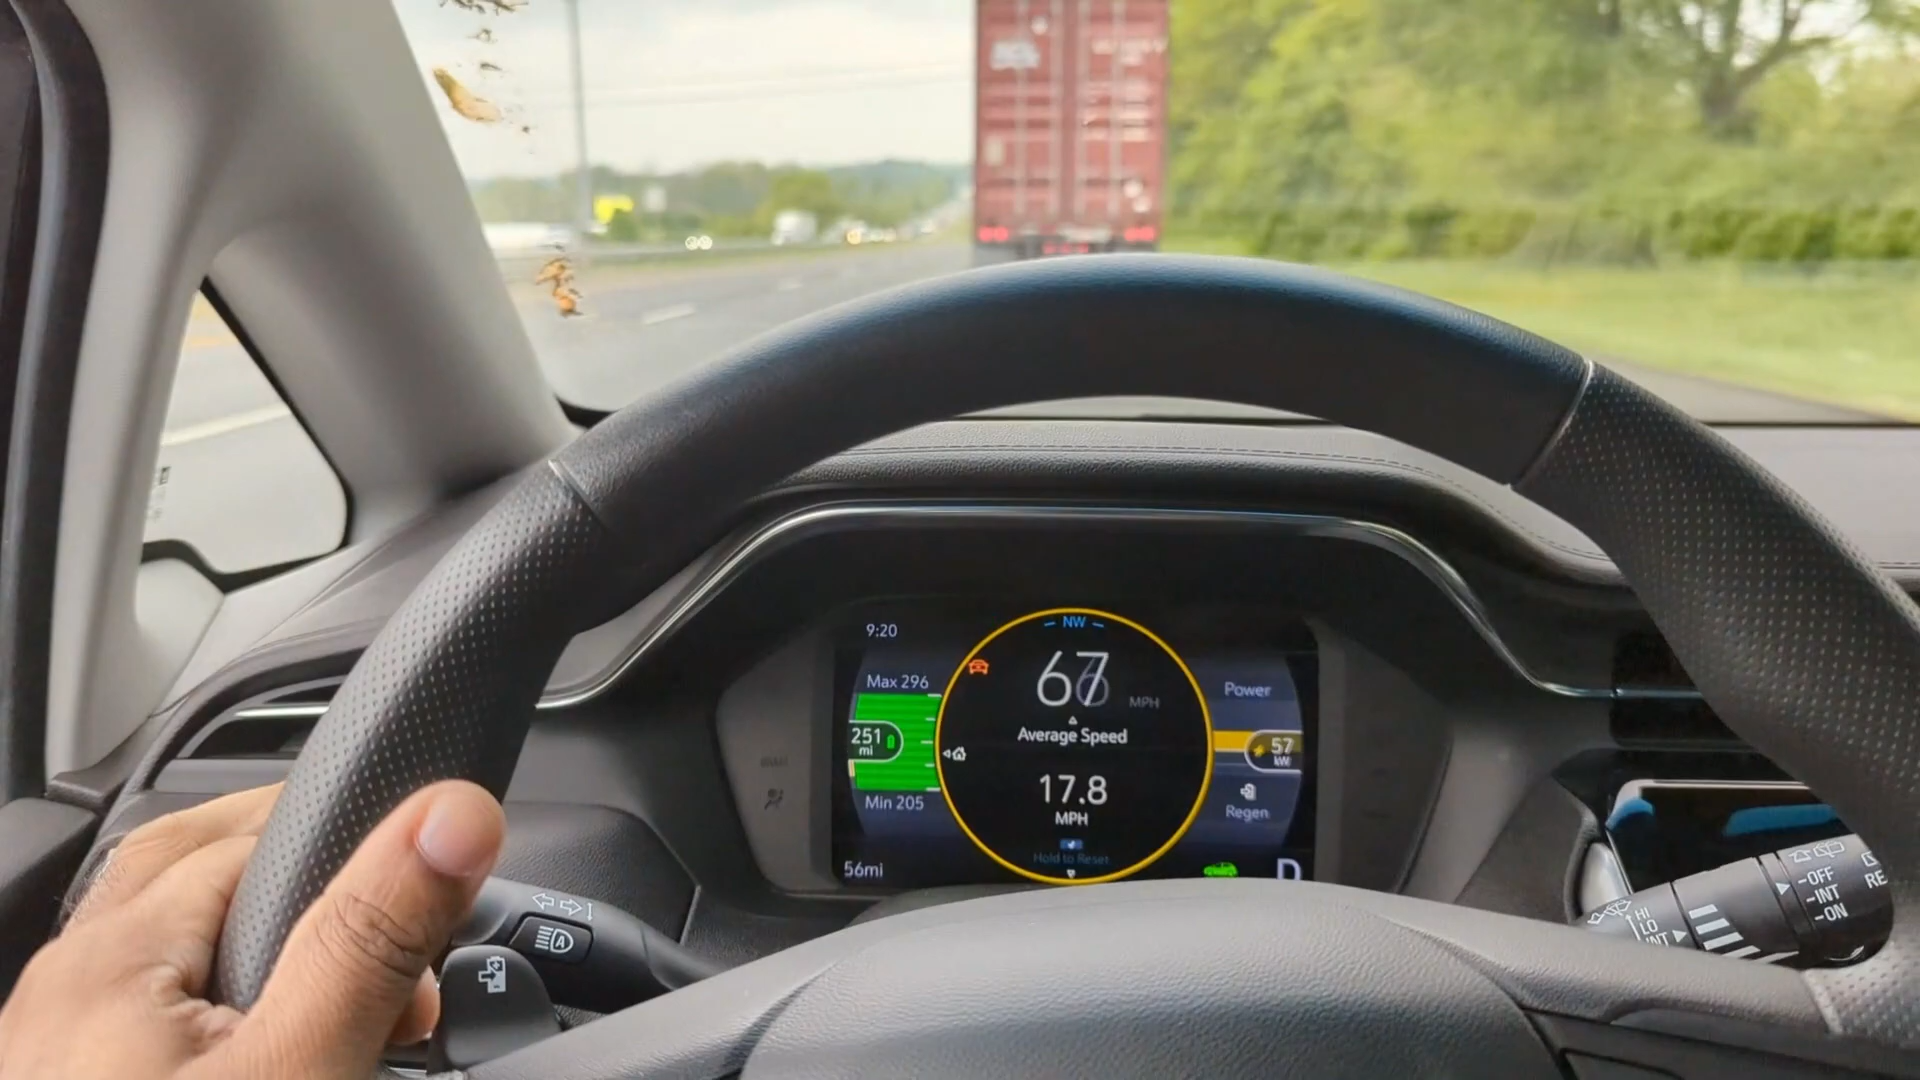 9:20
NW
Max 296
67
MPH
Power
251
mi
Average Speed
57
kW
17.8
MPH
Min 205
Regen
Hold to Reset
56mi
D
A
HI
LO
INT
OFF
INT
ON